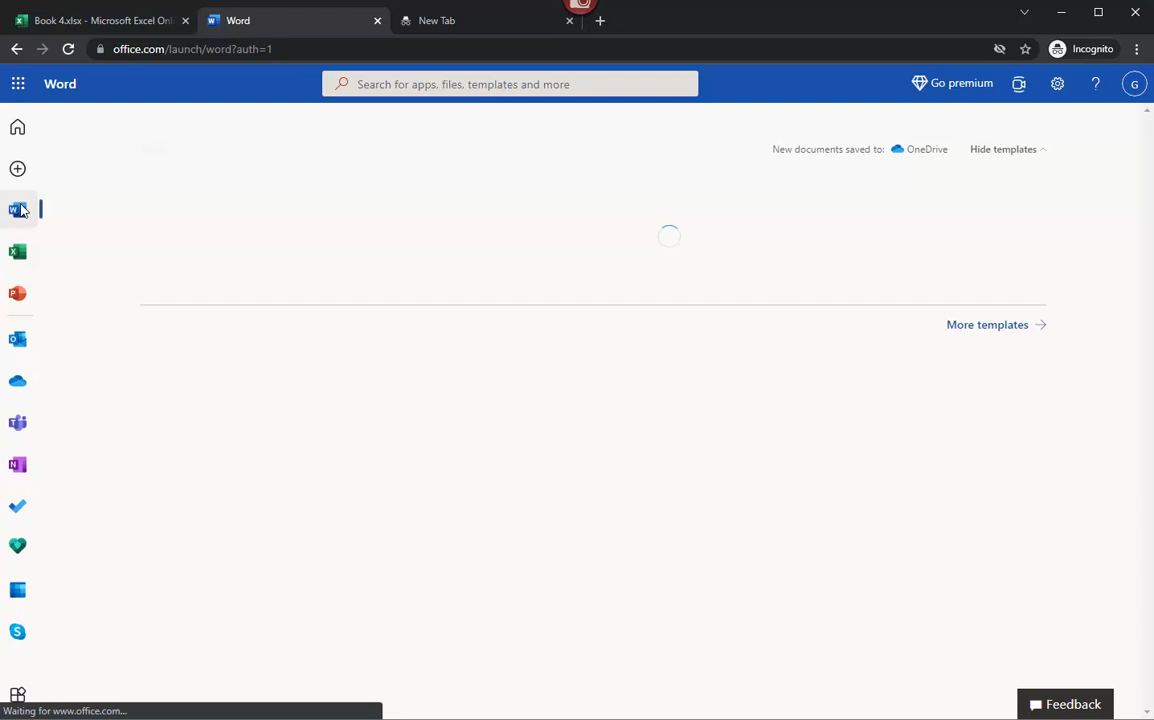 Book 4.xlsx - Microsoft Excel Onl
Word
New Tab
office.com/launch/word?auth=1
Incognito
Word
Search for apps, files, templates and more
Go premium
G
New documents saved to: OneDrive
Hide templates
More templates
Waiting for www.office.com...
Feedback